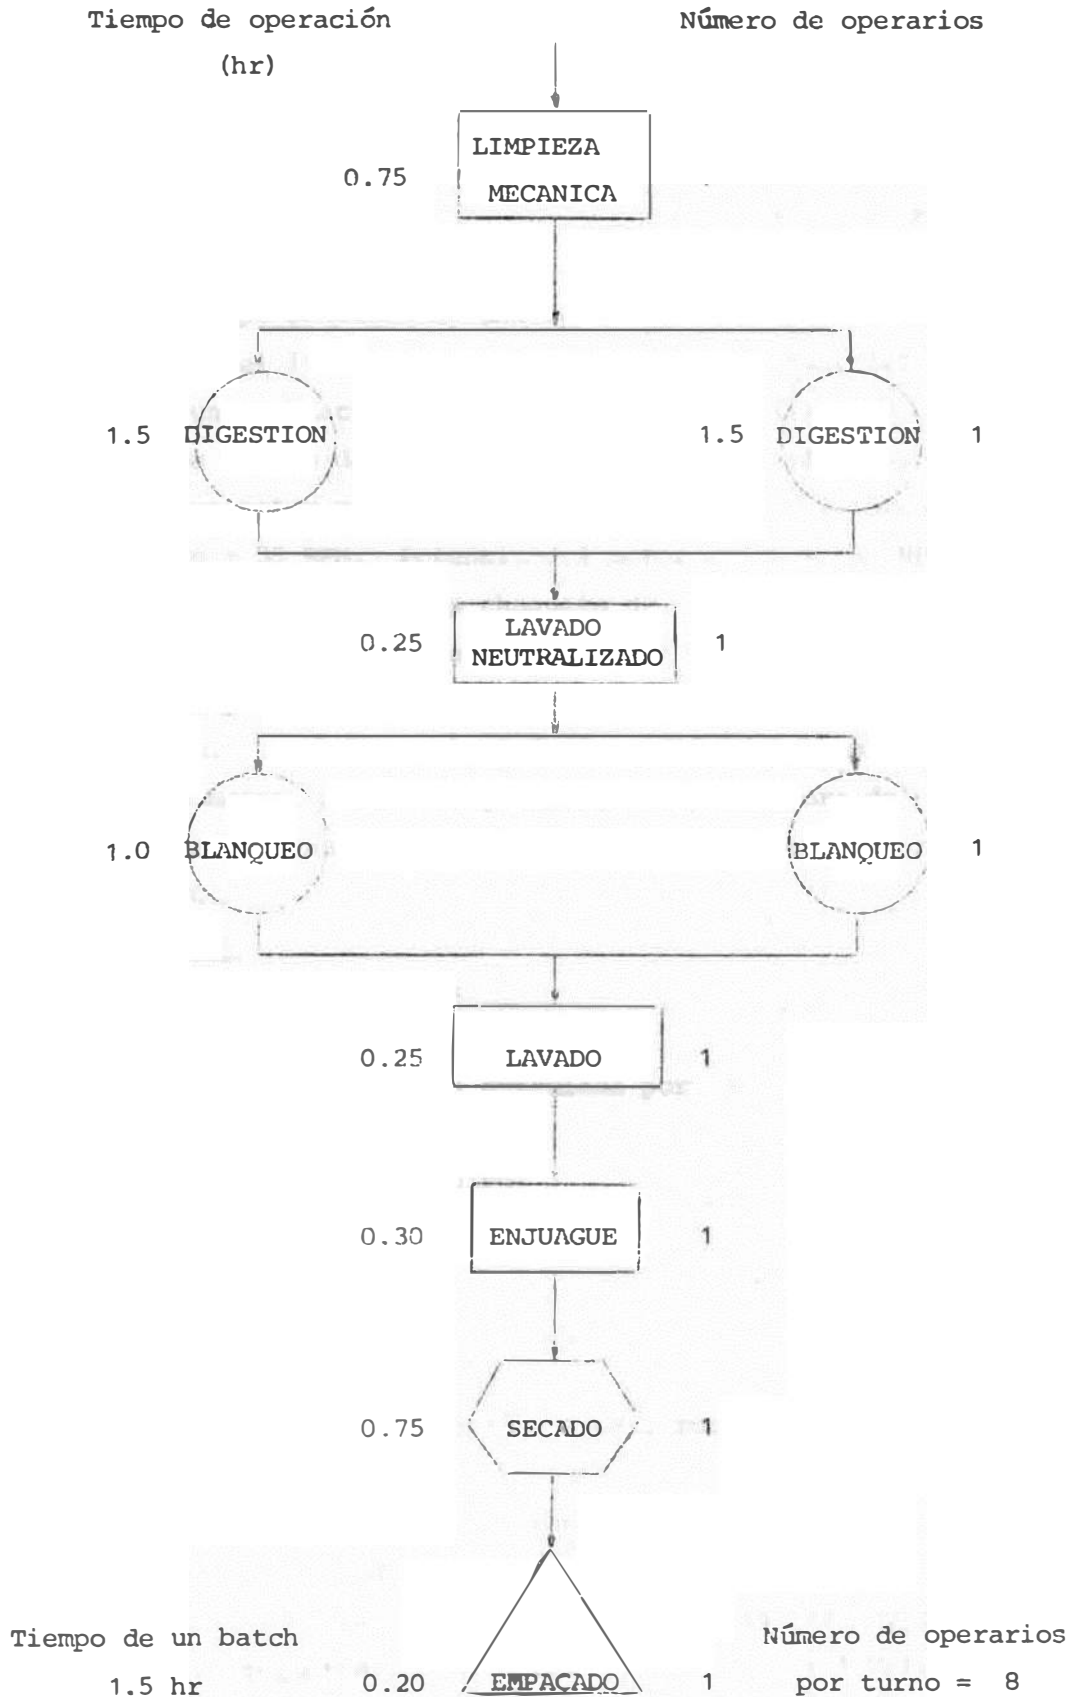 Tiempo de operación Número de operarios
(hr)
LIMPIEZA
0.75 MECANICA
1.5 DIGESTION 1.5 DIGESTION 1
0.25 LAVADO NEUTRALIZADO 1
1.0 BLANQUEO BLANQUEO 1
0.25 LAVADO 1
0.30 ENJUAGUE 1
0.75 SECADO 1
Tiempo de un batch Número de operarios
1.5 hr 0.20 EMPACADO 1 por turno = 8